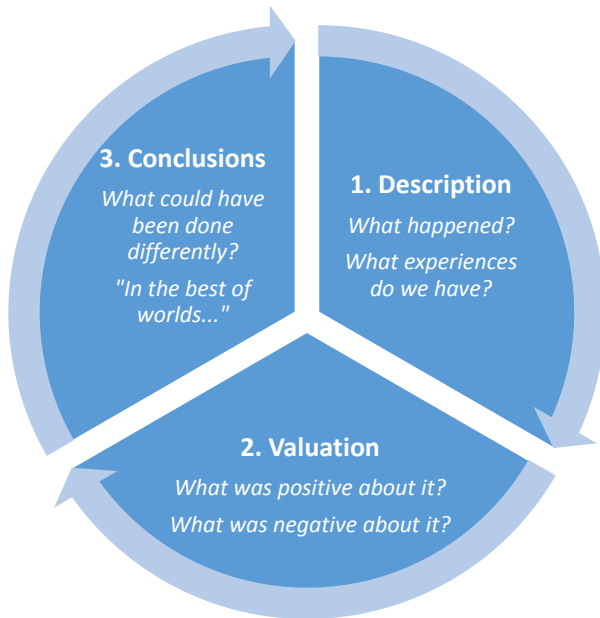 1. Description
What happened?
What experiences
do we have?
2. Valuation
What was positive about it?
What was negative about it?
3. Conclusions
What could have
been done
differently?
"In the best of
worlds..."